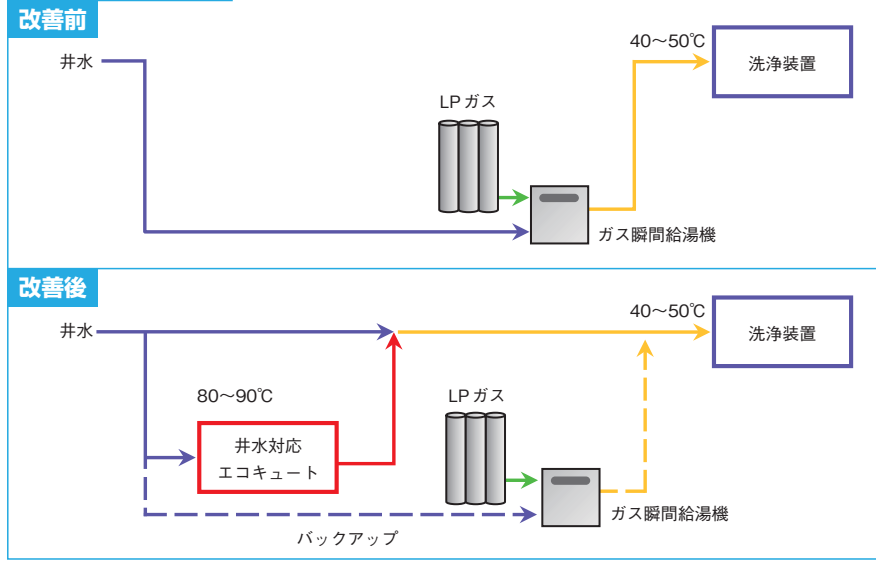 改善前
井水
40～50℃
洗浄装置
LPガス
ガス瞬間給湯機
改善後
井水
40～50℃
洗浄装置
80～90℃
LPガス
井水対応
エコキュート
ガス瞬間給湯機
バックアップ